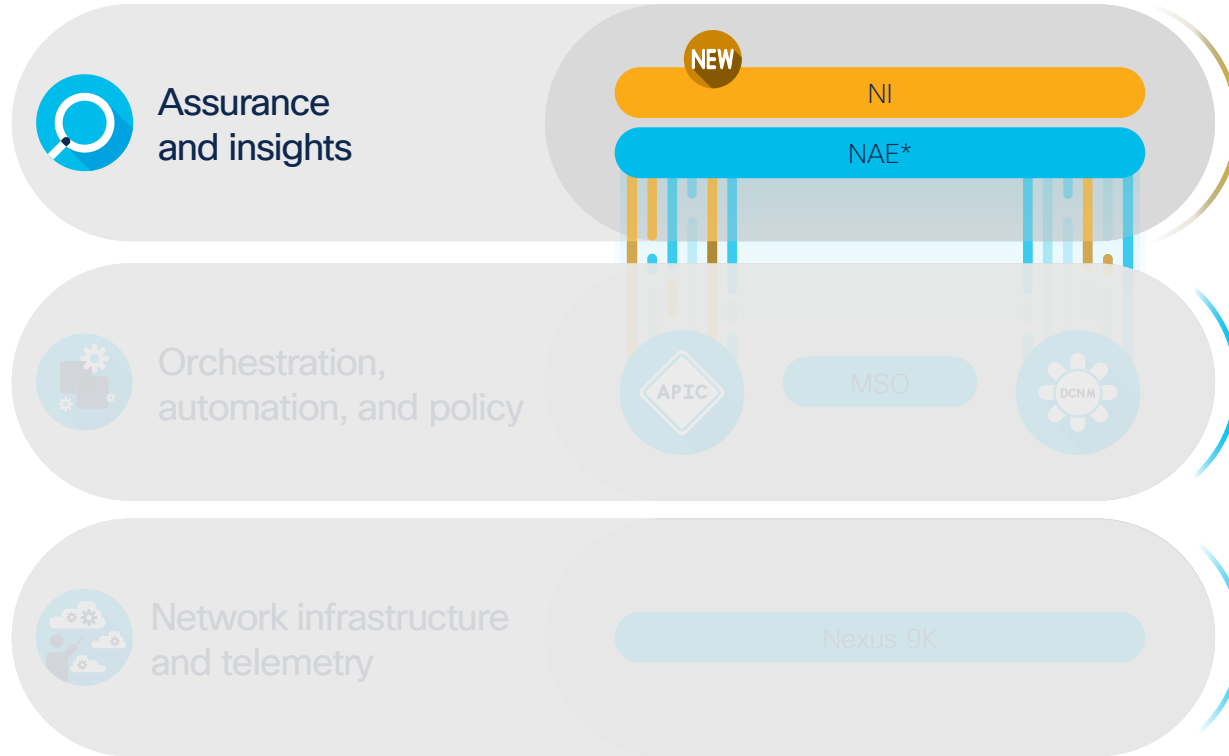 NEW
NI
Assurance
and insights
NAE*
Orchestration,
automation, and policy
APIC
MSO
DCNM
Network infrastructure
and telemetry
Nexus 9K